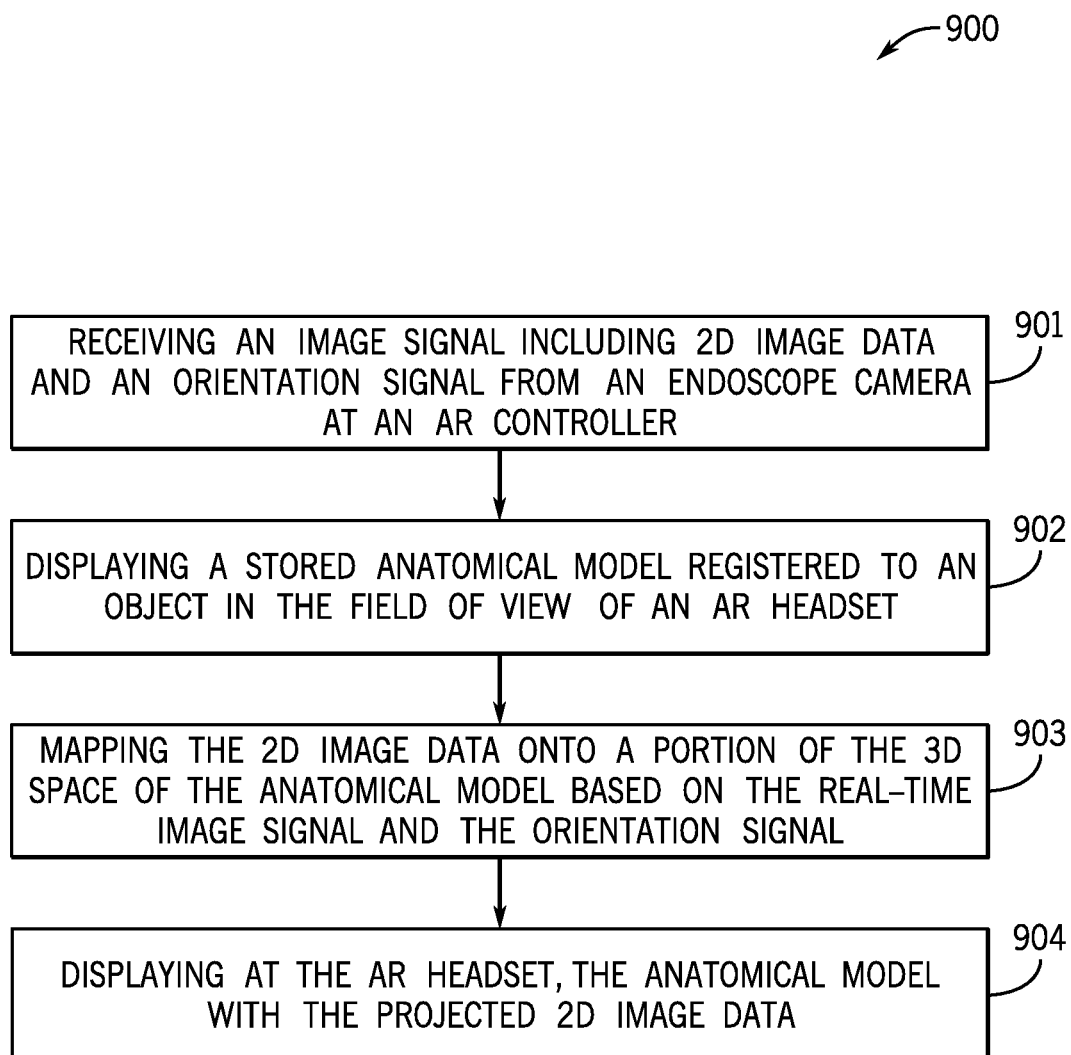 900
RECEIVING AN IMAGE SIGNAL INCLUDING 2D IMAGE DATA
AND AN ORIENTATION SIGNAL FROM AN ENDOSCOPE CAMERA
AT AN AR CONTROLLER
901
DISPLAYING A STORED ANATOMICAL MODEL REGISTERED TO AN
OBJECT IN THE FIELD OF VIEW OF AN AR HEADSET
902
MAPPING THE 2D IMAGE DATA ONTO A PORTION OF THE 3D
SPACE OF THE ANATOMICAL MODEL BASED ON THE REAL–TIME
IMAGE SIGNAL AND THE ORIENTATION SIGNAL
903
DISPLAYING AT THE AR HEADSET, THE ANATOMICAL MODEL
WITH THE PROJECTED 2D IMAGE DATA
904